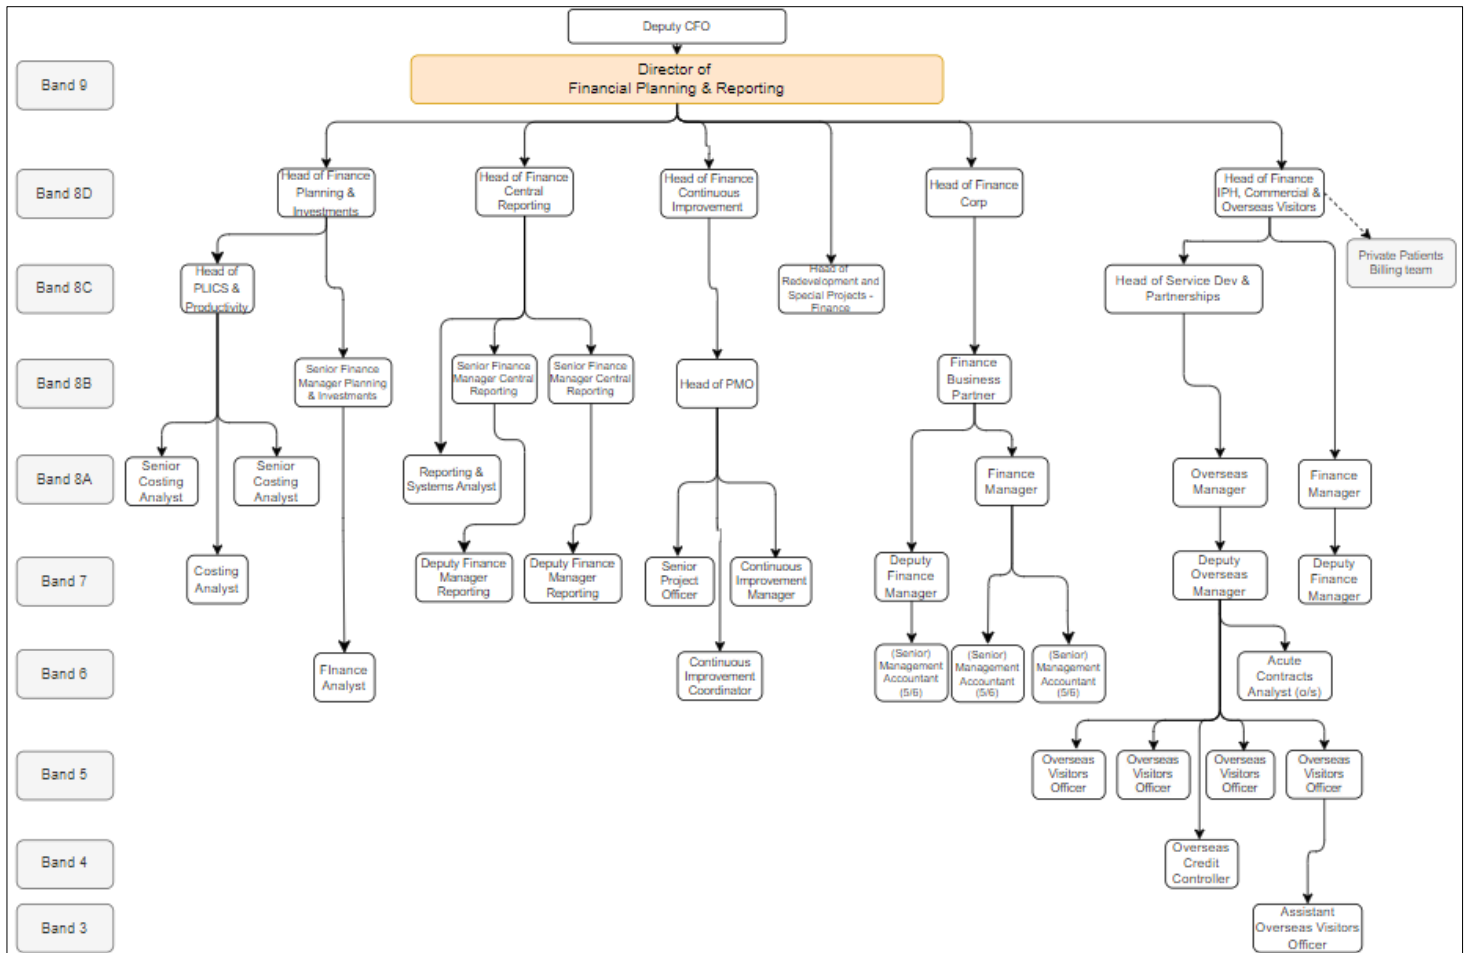 Deputy CFO
Band 9
Director of
Financial Planning & Reporting
Band 8D
Head of Finance
Planning &
Investments
Head of Finance
Central
Reporting
Head of Finance
Continuous
Improvement
Head of Finance
Corp
Head of Finance
IPH, Commercial &
Overseas Visitors
Private Patients
Billing team
Band 8C
Head of
PLICS &
Productivity
Head of
Redevelopment and
Special Projects -
Finance
Head of Service Dev &
Partnerships
Band 8B
Senior Finance
Manager Planning
& Investments
Senior Finance
Manager Central
Reporting
Senior Finance
Manager Central
Reporting
Head of PMO
Finance
Business
Partner
Band 8A
Senior
Costing
Analyst
Senior
Costing
Analyst
Reporting &
Systems Analyst
Finance
Manager
Overseas
Manager
Finance
Manager
Band 7
Costing
Analyst
Deputy Finance
Manager
Reporting
Deputy Finance
Manager
Reporting
Senior
Project
Officer
Continuous
Improvement
Manager
Deputy
Finance
Manager
Deputy
Overseas
Manager
Deputy
Finance
Manager
Band 6
FInance
Analyst
Continuous
Improvement
Coordinator
(Senior)
Management
Accountant
(5/6)
(Senior)
Management
Accountant
(5/6)
(Senior)
Management
Accountant
(5/6)
Acute
Contracts
Analyst (o/s)
Band 5
Overseas
Visitors
Officer
Overseas
Visitors
Officer
Overseas
Visitors
Officer
Overseas
Visitors
Officer
Band 4
Overseas
Credit
Controller
Band 3
Assistant
Overseas Visitors
Officer